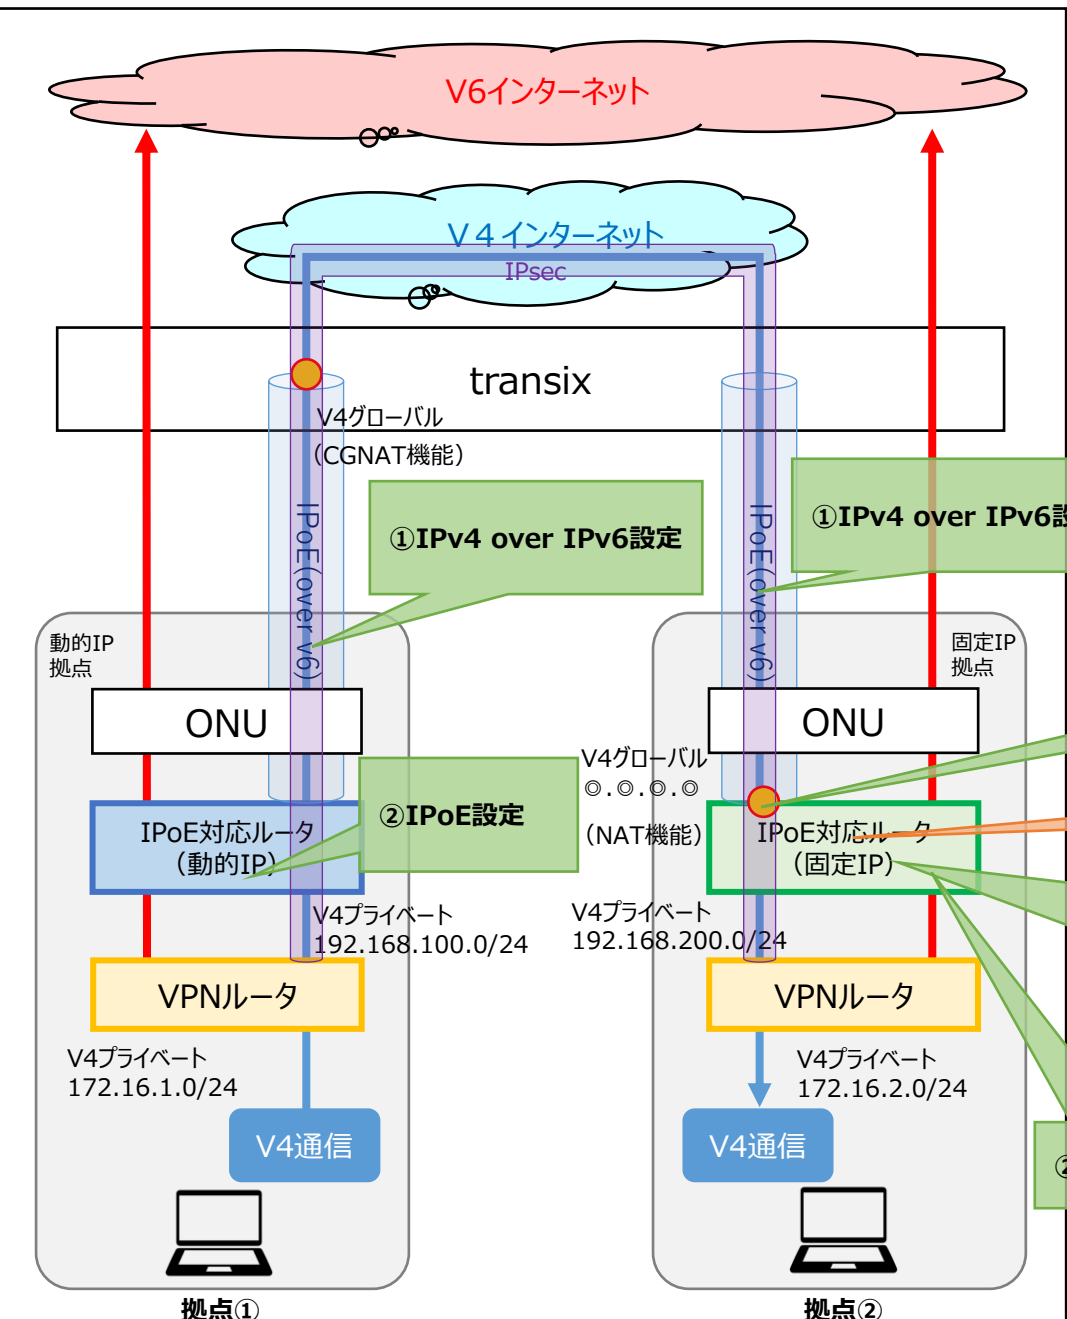 V6インターネット
V４インターネット
IPsec
transix
V4グローバル
（CGNAT機能）
①IPv4 over IPv6設定
①IPv4 over IPv6設
IPoE(over v6)
IPoE(over v6)
動的IP
拠点
固定IP
拠点
ONU
ONU
V4グローバル
◎.◎.◎.◎
（NAT機能）
②IPoE設定
IPoE対応ルータ
（動的IP）
IPoE対応ルータ
（固定IP）
V4プライベート
192.168.100.0/24
V4プライベート
192.168.200.0/24
VPNルータ
VPNルータ
V4プライベート
172.16.1.0/24
V4プライベート
172.16.2.0/24
V4通信
V4通信
②
拠点①
拠点②